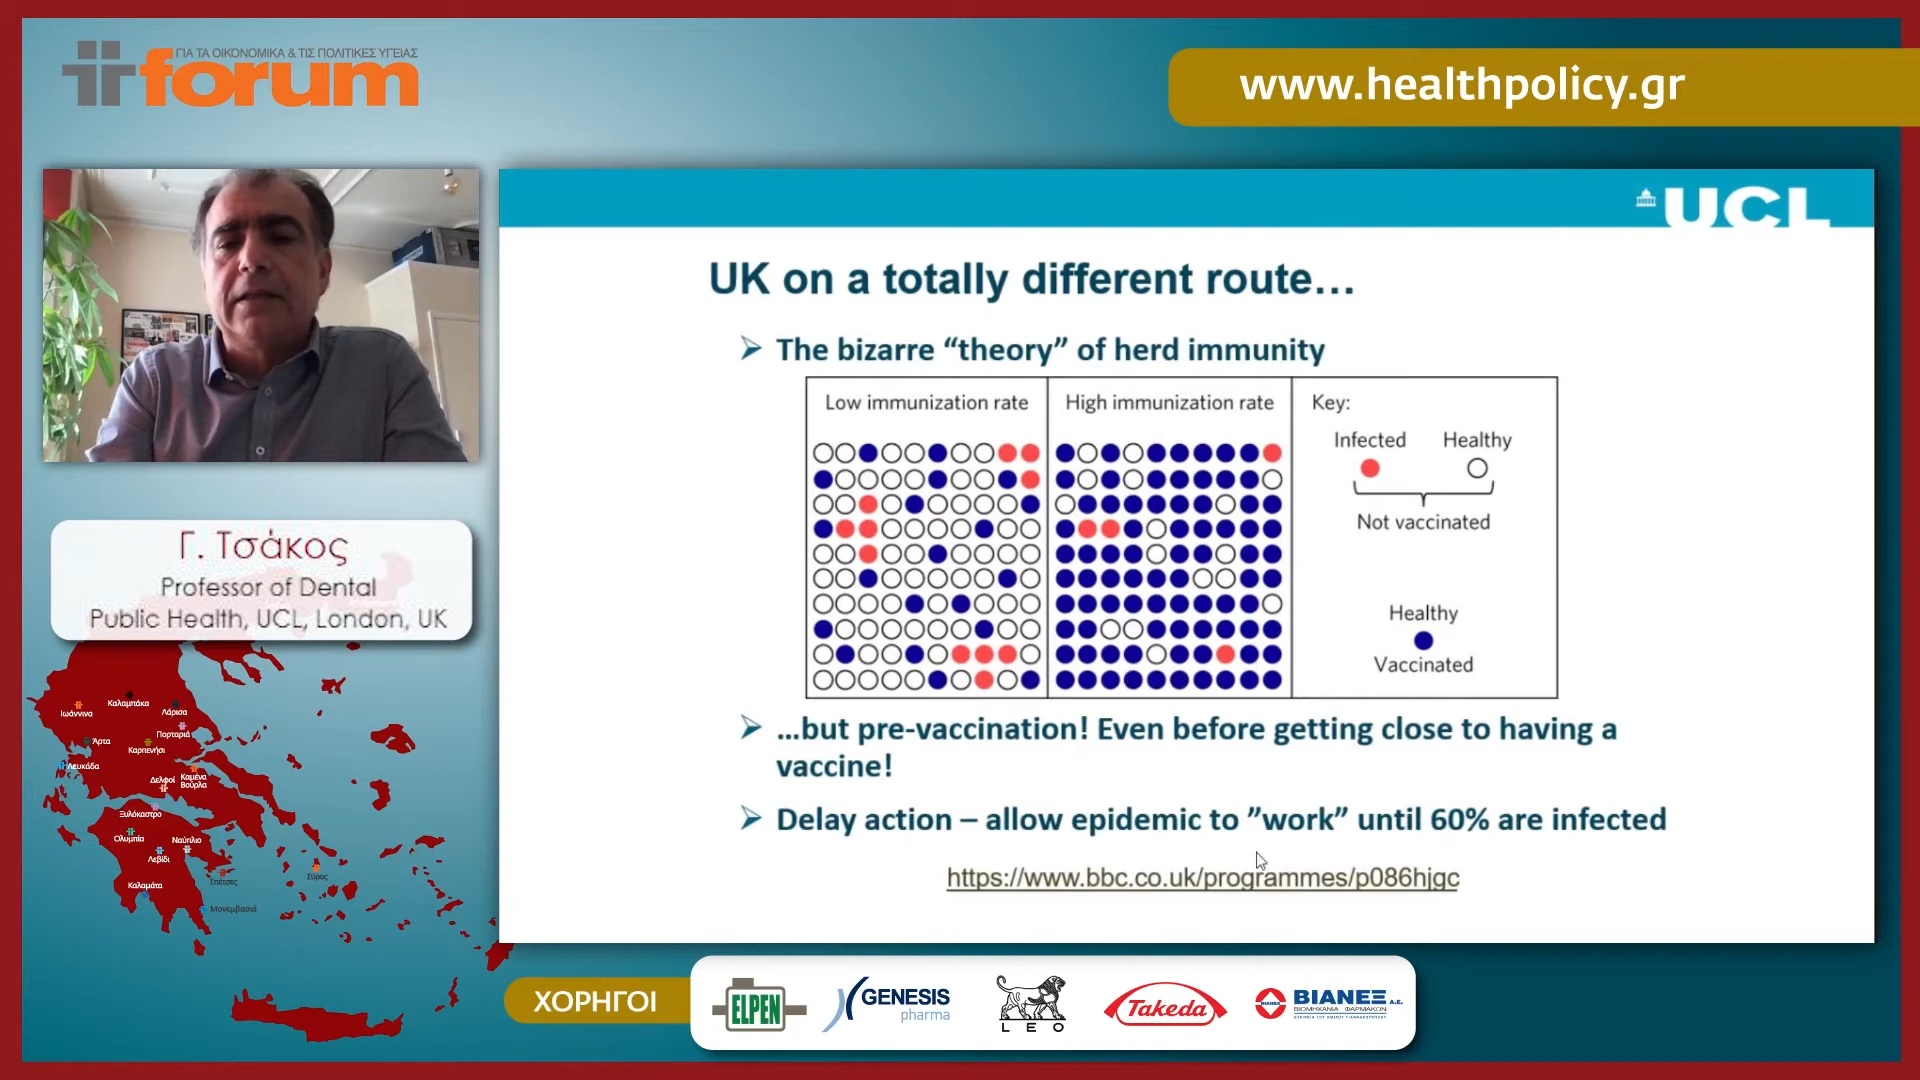 ΓΙΑ ΤΑ ΟΙΚΟΝΟΜΙΚΑ & ΤΙΣ ΠΟΛΙΤΙΚΕΣ ΥΓΕΙΑΣ
forum
www.healthpolicy.gr
UCL
UK on a totally different route...
The bizarre “theory” of herd immunity
Low immunization rate
High immunization rate
Key:
Infected
Healthy
Not vaccinated
Healthy
Vaccinated
...but pre-vaccination! Even before getting close to having a
vaccine!
Delay action – allow epidemic to ”work” until 60% are infected
https://www.bbc.co.uk/programmes/p086hjgc
Γ. Τσάκος
Professor of Dental
Public Health, UCL, London, UK
Ιωάννινα
Καλαμπάκα
Λάρισα
Πορταριά
Άρτα
Καρπενήσι
Λευκάδα
Δελφοί
Καμένα
Βούρλα
Ξυλόκαστρο
Ολυμπία
Ναύπλιο
Λεβίδι
Σπέτσες
Σύρος
Καλαμάτα
Μονεμβασιά
ΧΟΡΗΓΟΙ
ELPEN
GENESIS
pharma
LEO
Takeda
ΒΙΑΝΕΞ Α.Ε.
ΒΙΟΜΗΧΑΝΙΑ ΦΑΡΜΑΚΩΝ